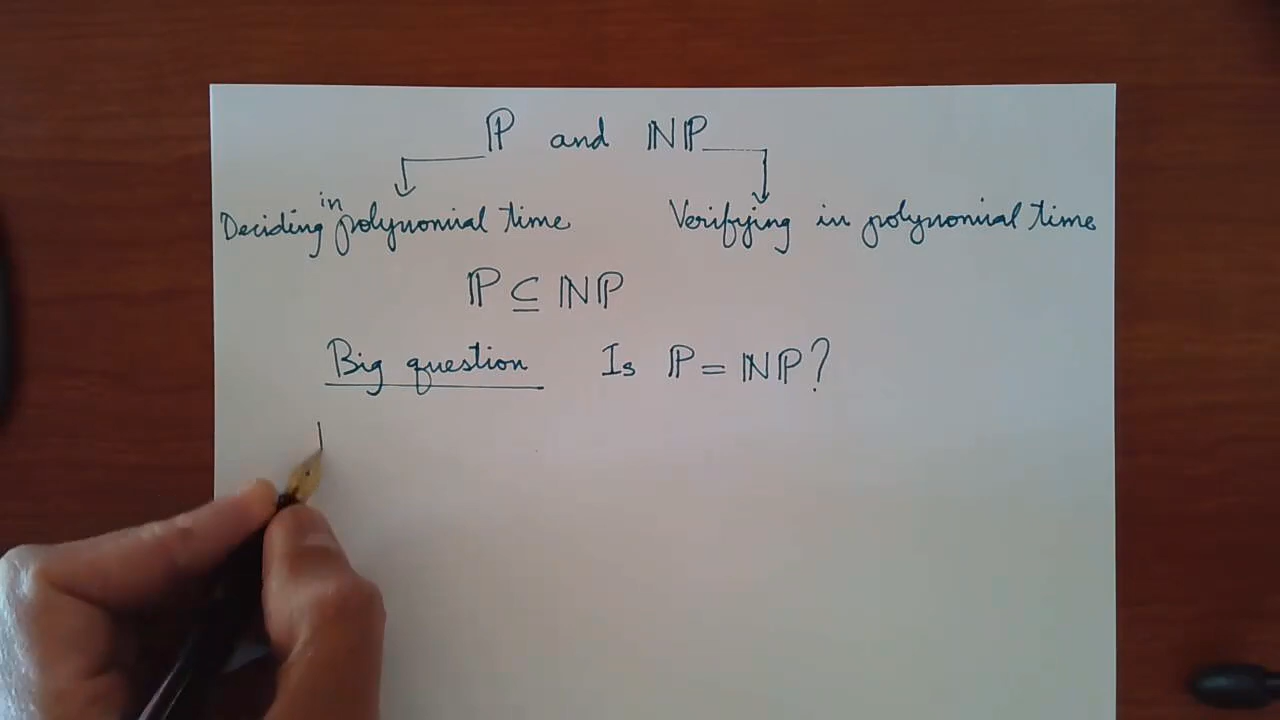 ℙ and ℕℙ
Deciding in polynomial time Verifying in polynomial time
ℙ ⊆ ℕℙ
Big question Is ℙ = ℕℙ?